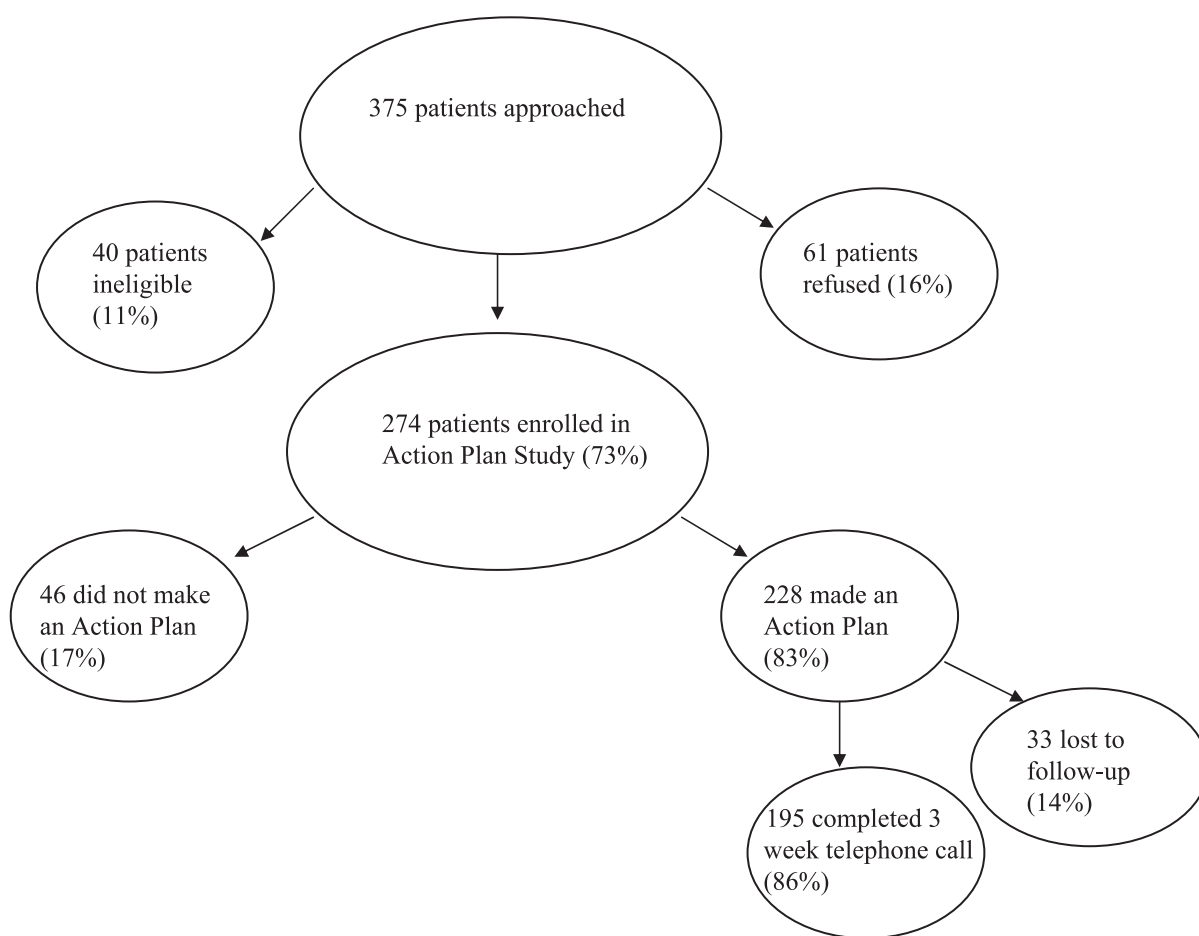 375 patients approached
40 patients
ineligible
(11%)
61 patients
refused (16%)
274 patients enrolled in
Action Plan Study (73%)
46 did not make
an Action Plan
(17%)
228 made an
Action Plan
(83%)
33 lost to
follow-up
(14%)
195 completed 3
week telephone call
(86%)